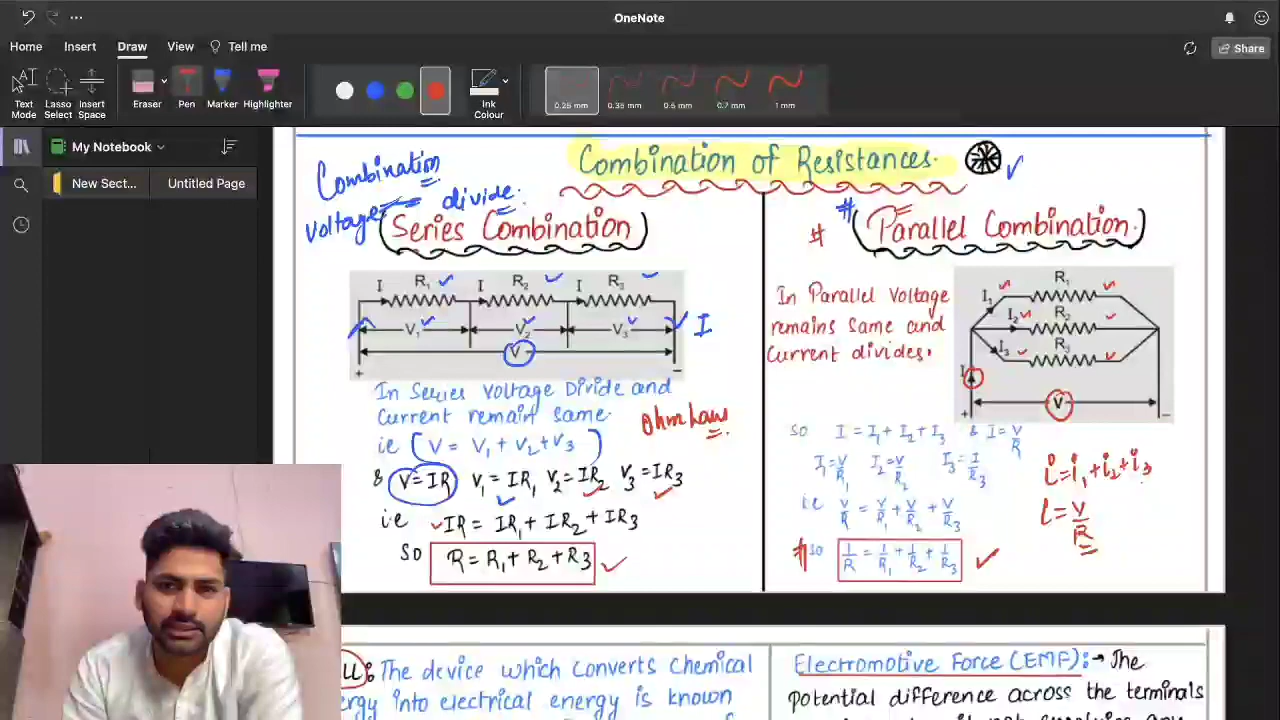 OneNote
Home Insert Draw View Tell me
Share
Text Mode
Lasso Select
Insert Space
Eraser
Pen
Marker
Highlighter
Ink Colour
0.25 mm
0.35 mm
0.5 mm
0.7 mm
1 mm
My Notebook
New Sect...
Untitled Page
Combination of Resistances.
Combination
voltage divide.
Series Combination
I R₁ I R₂ I R₃
V₁ V₂ V₃ I
V
+ −
In Series Voltage Divide and
Current remain same.
ie (V = V₁ + V₂ + V₃)
ohm Law
& V=IR V₁ = IR₁ V₂ = IR₂ V₃ = IR₃
ie IR = IR₁ + IR₂ + IR₃
so R = R₁ + R₂ + R₃
# # Parallel Combination.
In Parallel Voltage
remains same and
Current divides.
R₁
I₁
R₂
I₂
R₃
I₃
I
V
+ −
so I = I₁ + I₂ + I₃ & I = V/R
I₁ = V/R₁ I₂ = V/R₂ I₃ = I/R₃
ie V/R = V/R₁ + V/R₂ + V/R₃
# so 1/R = 1/R₁ + 1/R₂ + 1/R₃
i = i₁ + i₂ + i₃
i = V/R
The device which converts Chemical
into electrical energy is known
Electromotive Force (EMF): → The
potential difference across the terminals